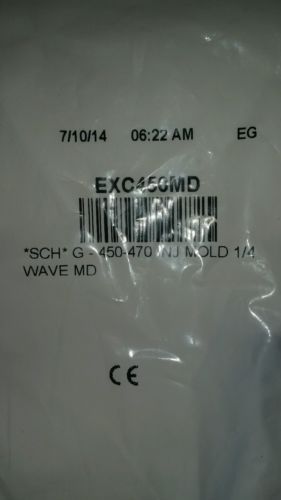 7/10/14 06:22 AM EG
EXC450MD
*SCH* G - 450-470 INJ MOLD 1/4
WAVE MD
CE